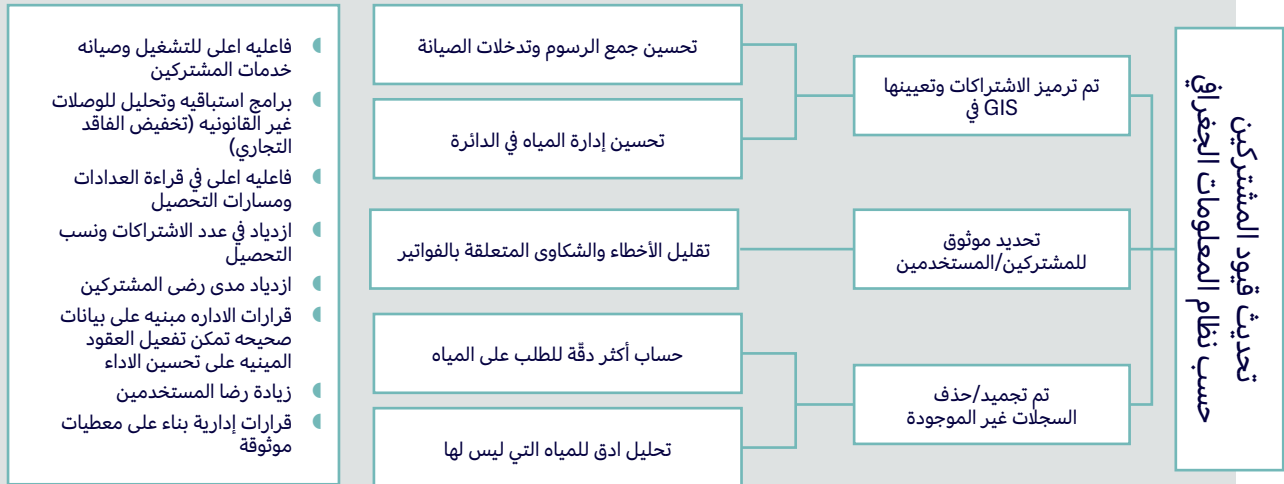 تحديث قيود المشتركين
حسب نظام المعلومات الجغرافي
تم ترميز الاشتراكات وتعيينها
في GIS
تحديد موثوق
للمشتركين/المستخدمين
تم تجميد/حذف
السجلات غير الموجودة
تحسين جمع الرسوم وتدخلات الصيانة
تحسين إدارة المياه في الدائرة
تقليل الأخطاء والشكاوى المتعلقة بالفواتير
حساب أكثر دقّة للطلب على المياه
تحليل ادق للمياه التي ليس لها
فاعليه اعلى للتشغيل وصيانه
خدمات المشتركين
برامج استباقيه وتحليل للوصلات
غير القانونيه (تخفيض الفاقد
التجاري)
فاعليه اعلى في قراءة العدادات
ومسارات التحصيل
ازدياد في عدد الاشتراكات ونسب
التحصيل
ازدياد مدى رضى المشتركين
قرارات الاداره مبنيه على بيانات
صحيحه تمكن تفعيل العقود
المينيه على تحسين الاداء
زيادة رضا المستخدمين
قرارات إدارية بناء على معطيات
موثوقة